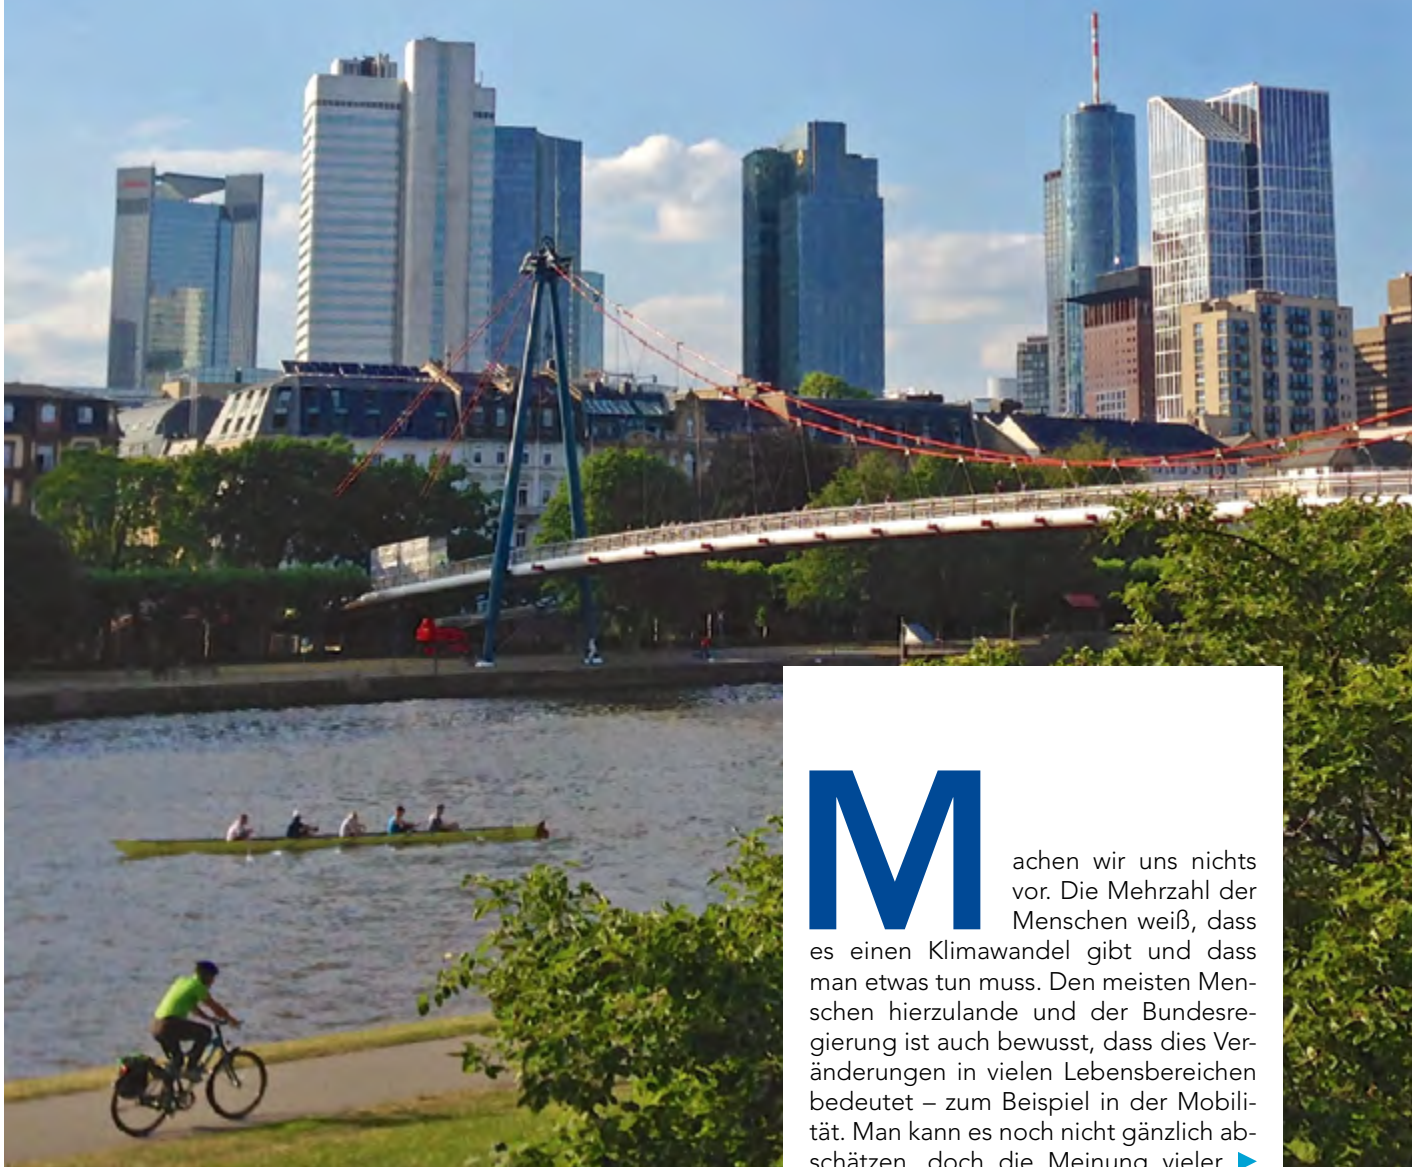 Machen wir uns nichts
vor. Die Mehrzahl der
Menschen weiß, dass
es einen Klimawandel gibt und dass
man etwas tun muss. Den meisten Men-
schen hierzulande und der Bundesre-
gierung ist auch bewusst, dass dies Ver-
änderungen in vielen Lebensbereichen
bedeutet – zum Beispiel in der Mobili-
tät. Man kann es noch nicht gänzlich ab-
schätzen, doch die Meinung vieler ▶